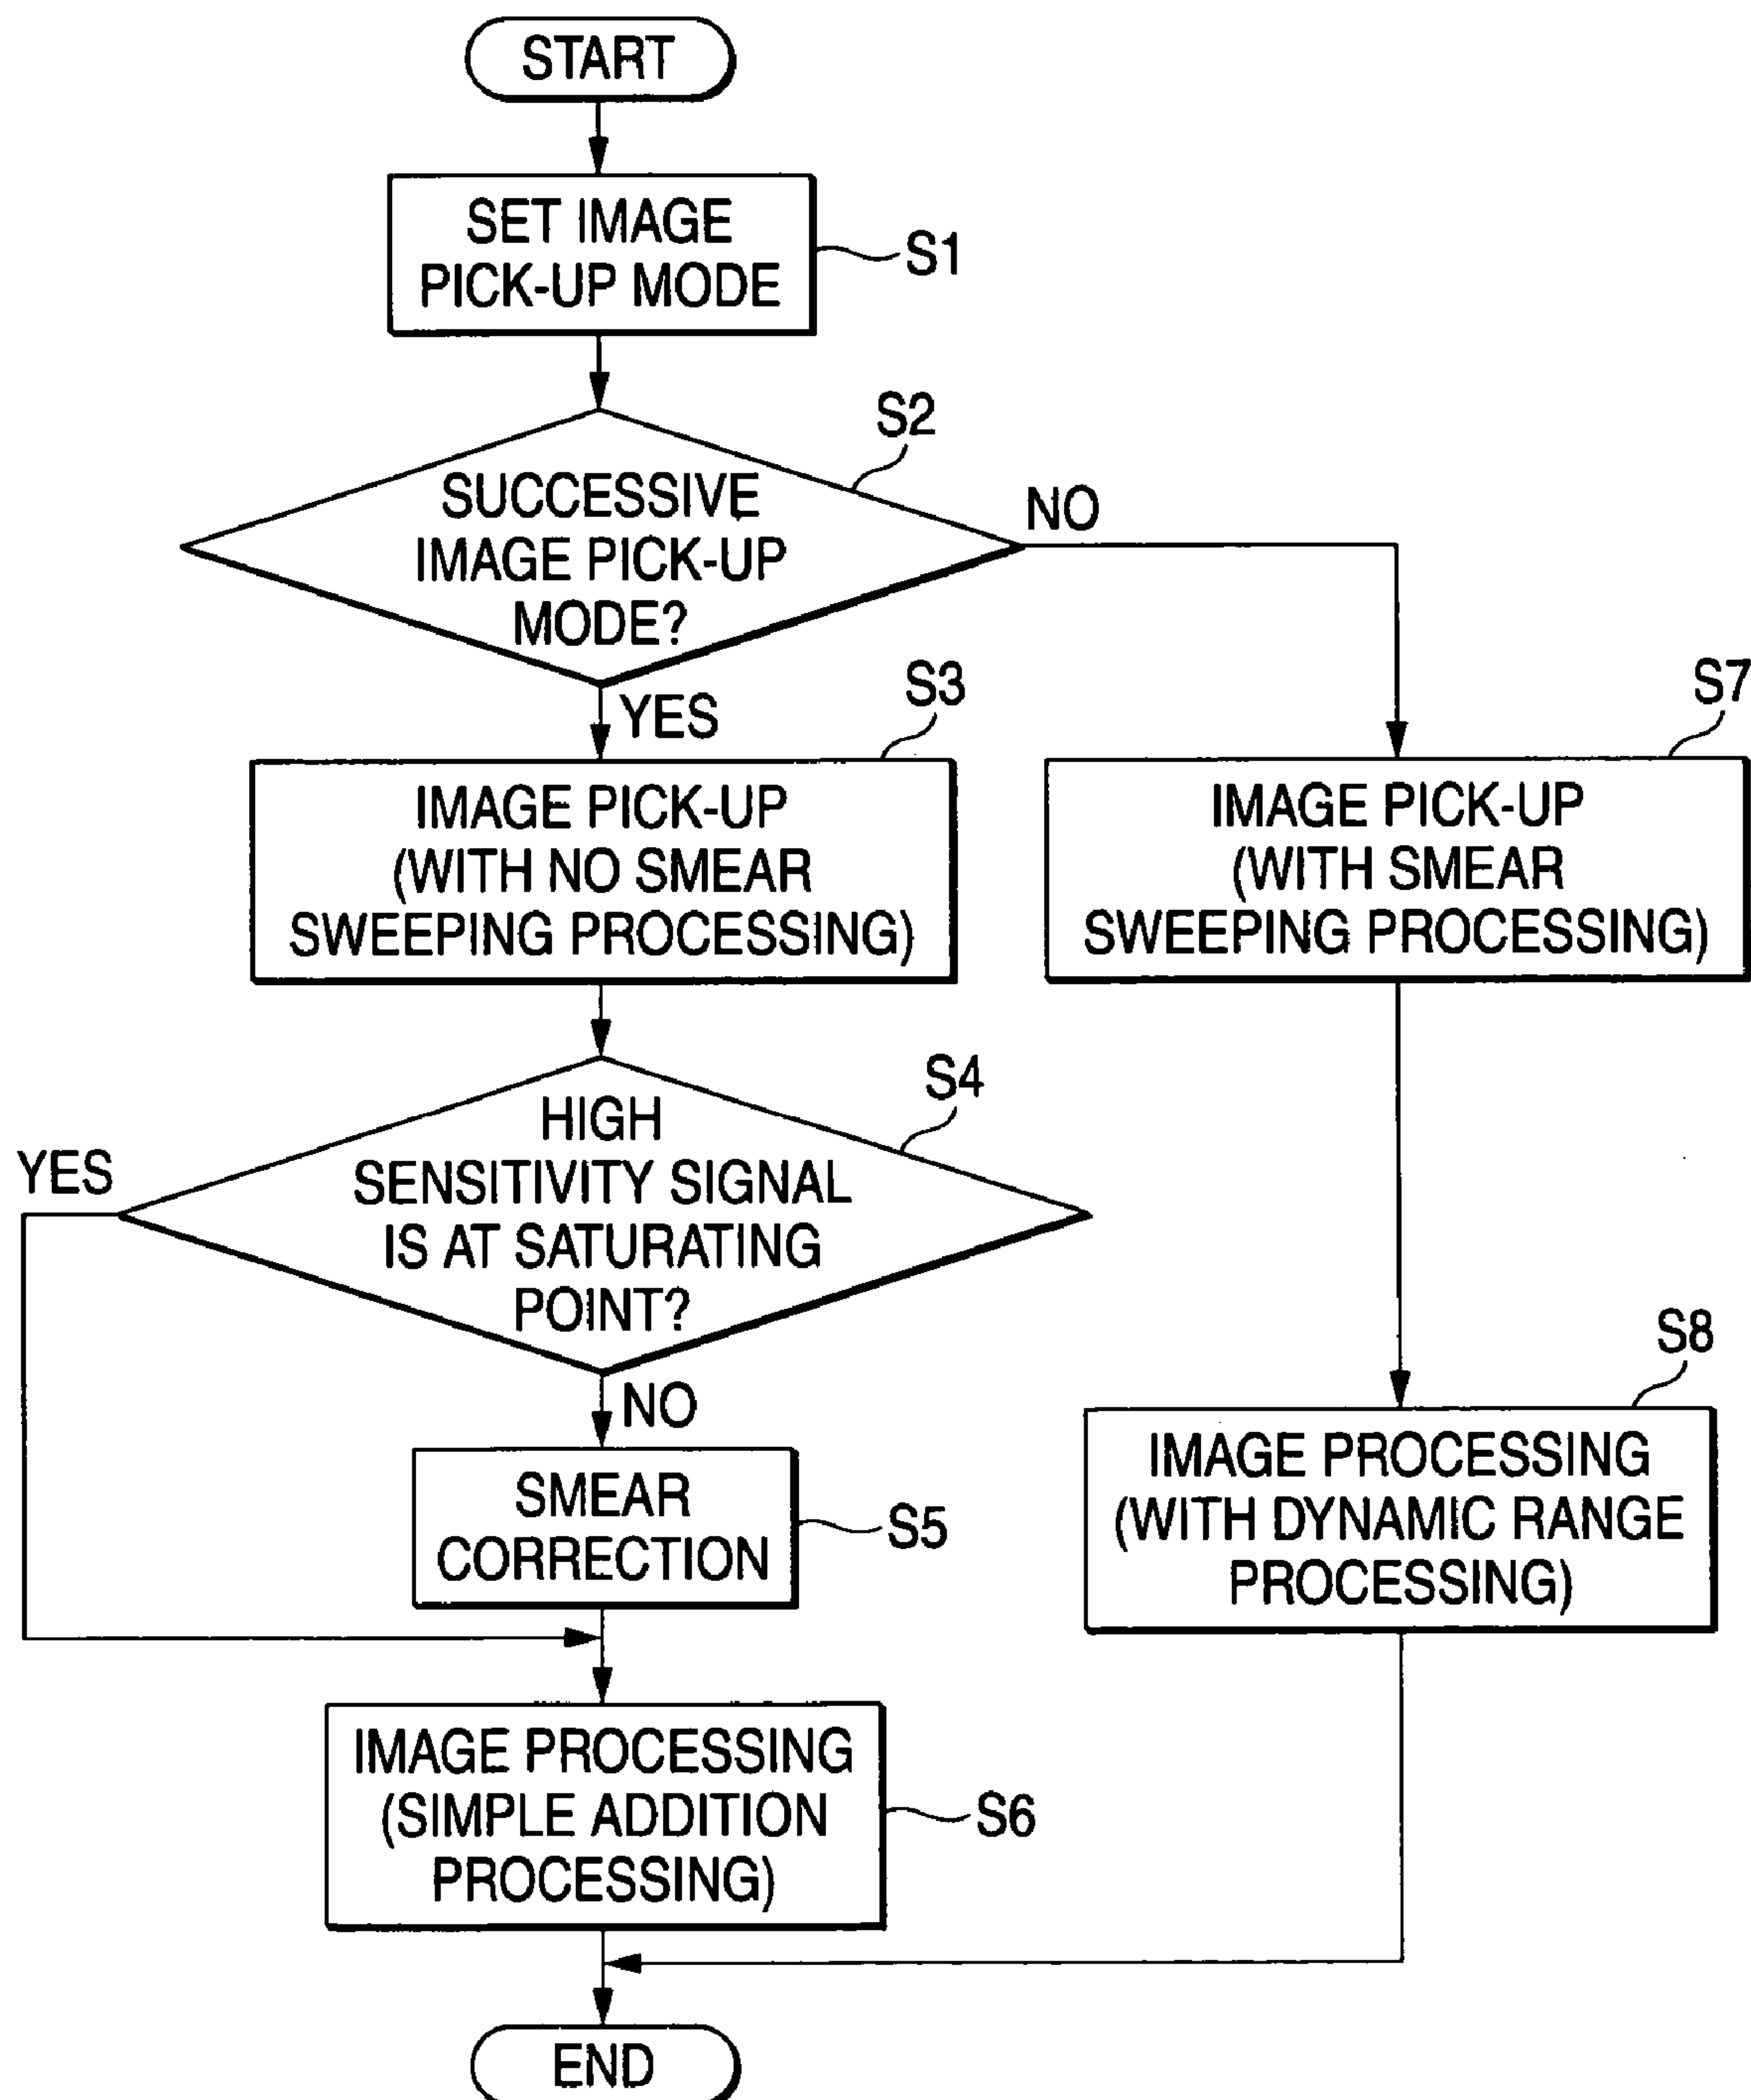 START
SET IMAGE
PICK-UP MODE
S1
S2
SUCCESSIVE
IMAGE PICK-UP
MODE?
NO
YES
S3
IMAGE PICK-UP
(WITH NO SMEAR
SWEEPING PROCESSING)
S7
IMAGE PICK-UP
(WITH SMEAR
SWEEPING PROCESSING)
S4
HIGH
SENSITIVITY SIGNAL
IS AT SATURATING
POINT?
YES
NO
SMEAR
CORRECTION
S5
S8
IMAGE PROCESSING
(WITH DYNAMIC RANGE
PROCESSING)
IMAGE PROCESSING
(SIMPLE ADDITION
PROCESSING)
S6
END